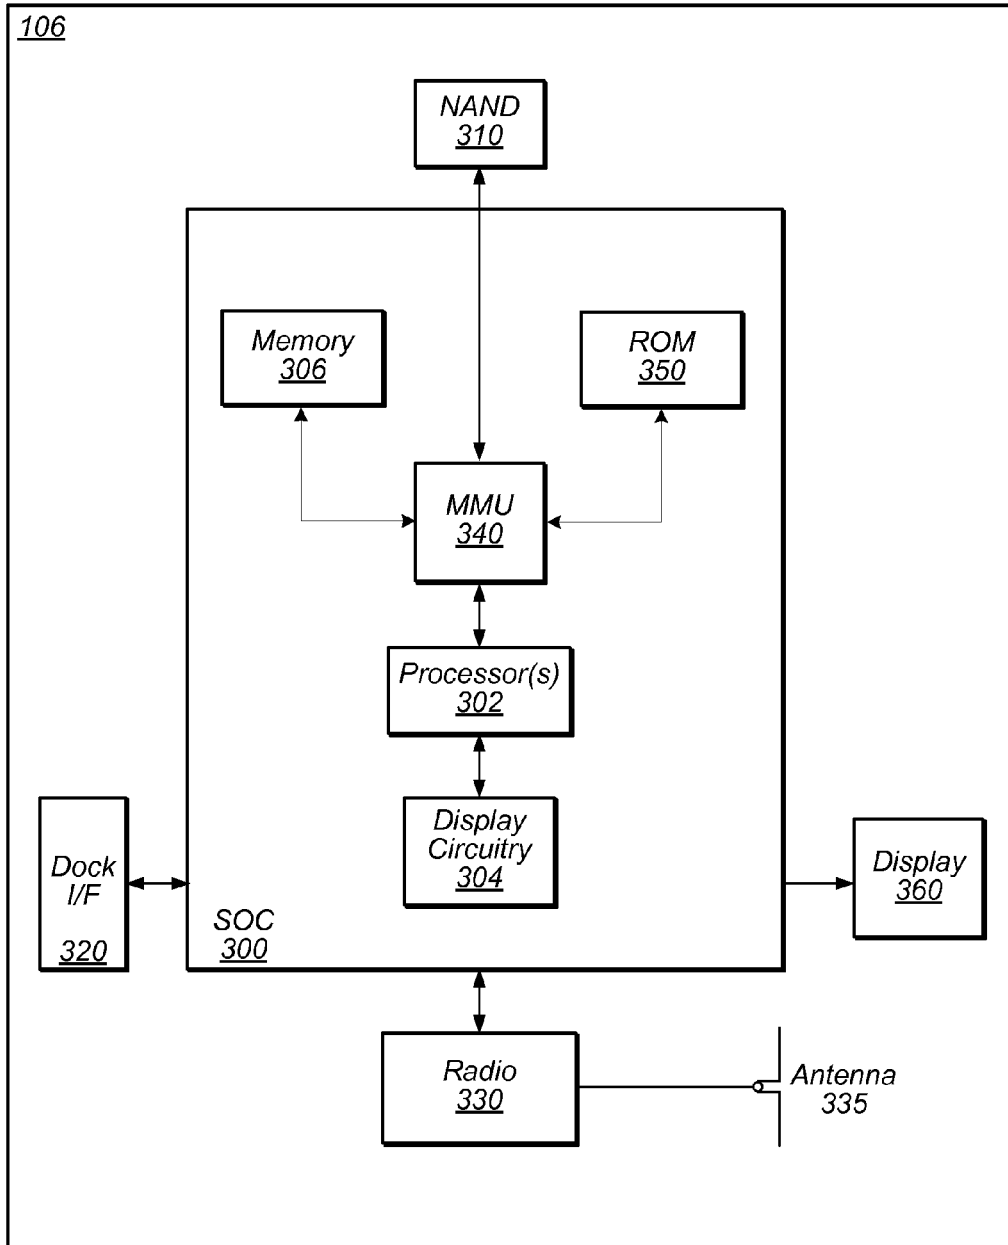 106
NAND
310
Memory
306
ROM
350
MMU
340
Processor(s)
302
Display
Circuitry
304
Dock
I/F
320
SOC
300
Display
360
Radio
330
Antenna
335